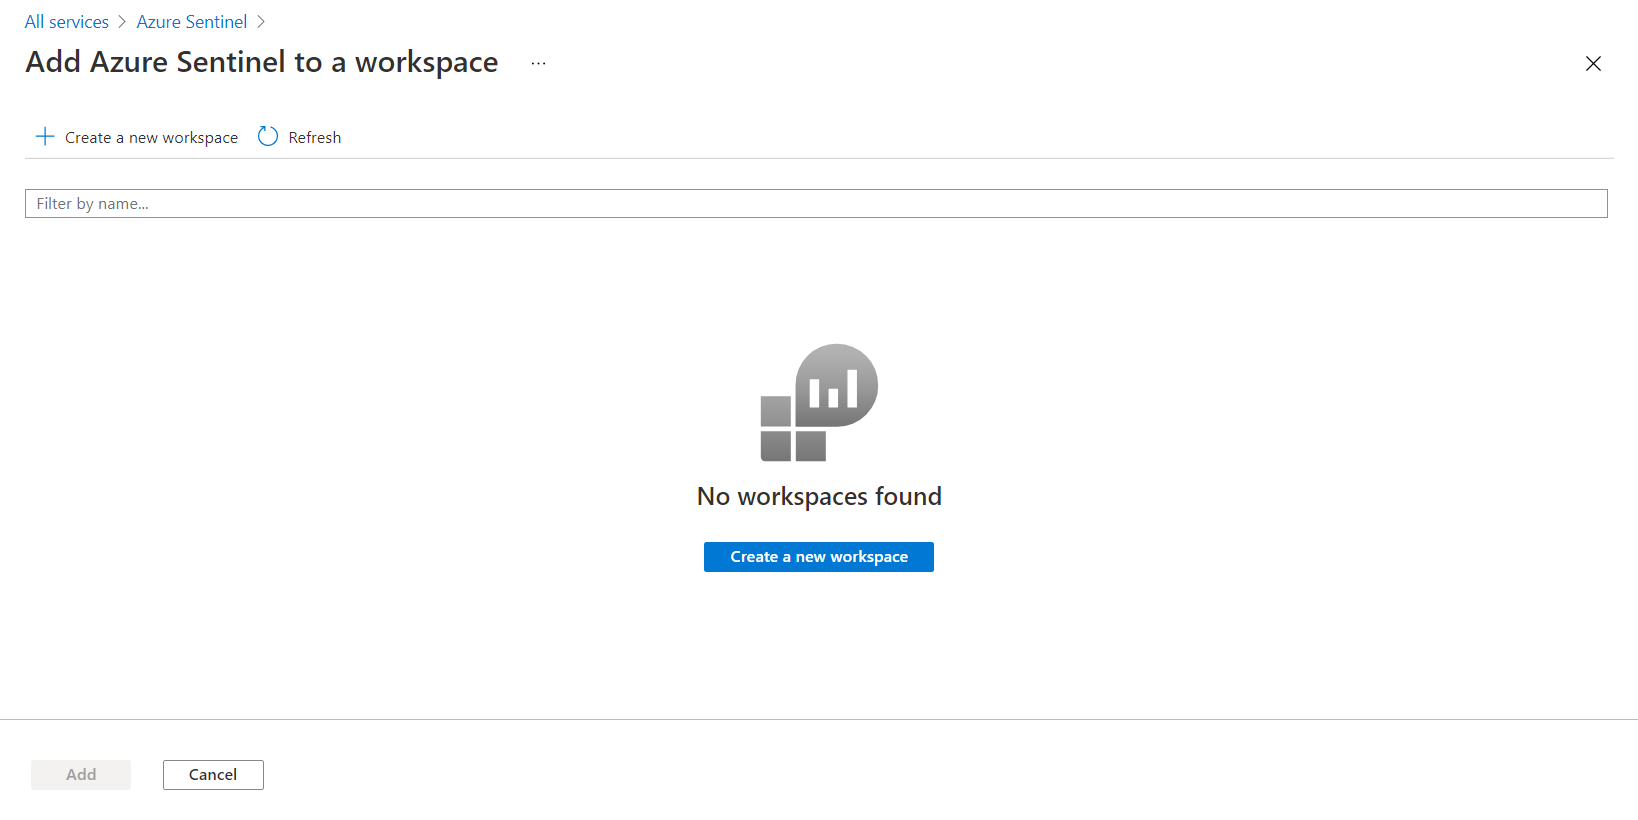 All services > Azure Sentinel >
Add Azure Sentinel to a workspace ...
Create a new workspace Refresh
Filter by name...
No workspaces found
Create a new workspace
Add Cancel